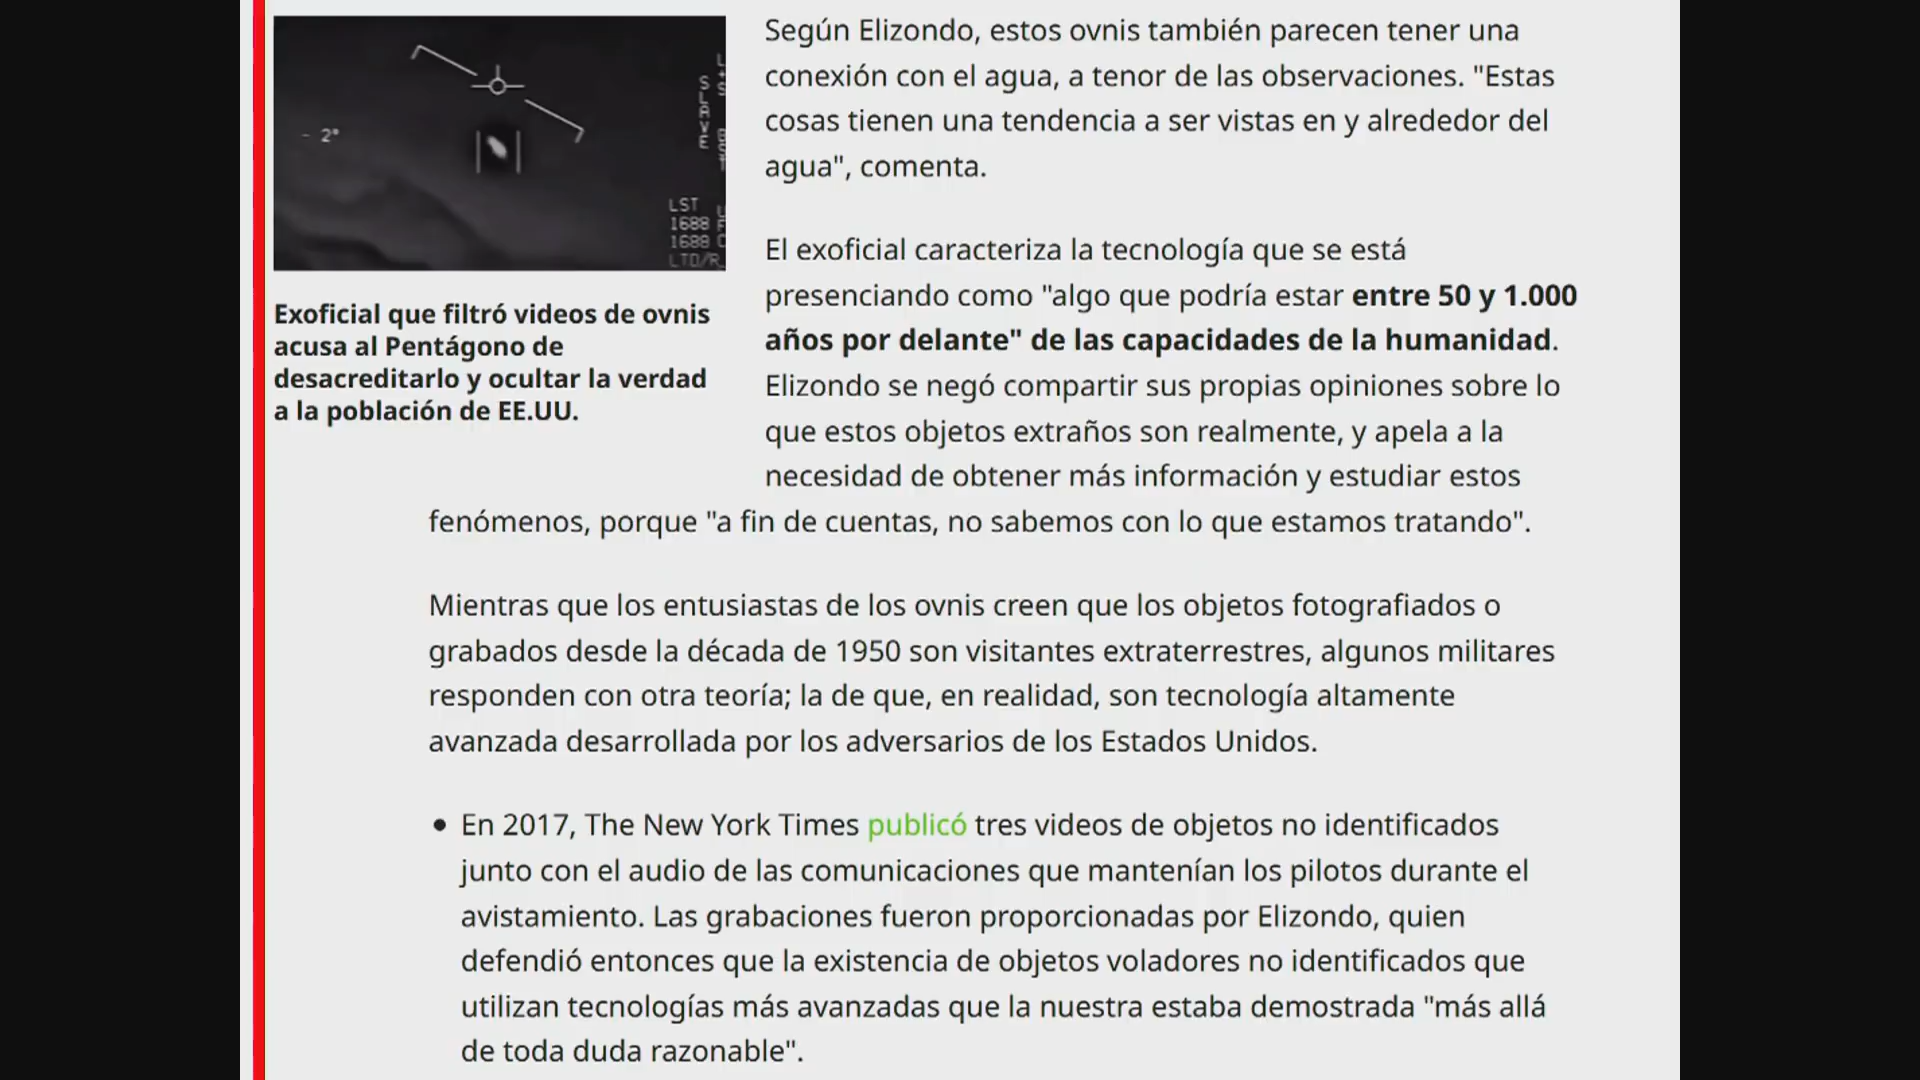 - 2°
SLAVE
LST
1688
1688
LTD/R
Exoficial que filtró videos de ovnis
acusa al Pentágono de
desacreditarlo y ocultar la verdad
a la población de EE.UU.
Según Elizondo, estos ovnis también parecen tener una
conexión con el agua, a tenor de las observaciones. "Estas
cosas tienen una tendencia a ser vistas en y alrededor del
agua", comenta.
El exoficial caracteriza la tecnología que se está
presenciando como "algo que podría estar entre 50 y 1.000
años por delante" de las capacidades de la humanidad.
Elizondo se negó compartir sus propias opiniones sobre lo
que estos objetos extraños son realmente, y apela a la
necesidad de obtener más información y estudiar estos
fenómenos, porque "a fin de cuentas, no sabemos con lo que estamos tratando".
Mientras que los entusiastas de los ovnis creen que los objetos fotografiados o
grabados desde la década de 1950 son visitantes extraterrestres, algunos militares
responden con otra teoría; la de que, en realidad, son tecnología altamente
avanzada desarrollada por los adversarios de los Estados Unidos.
• En 2017, The New York Times publicó tres videos de objetos no identificados
junto con el audio de las comunicaciones que mantenían los pilotos durante el
avistamiento. Las grabaciones fueron proporcionadas por Elizondo, quien
defendió entonces que la existencia de objetos voladores no identificados que
utilizan tecnologías más avanzadas que la nuestra estaba demostrada "más allá
de toda duda razonable".